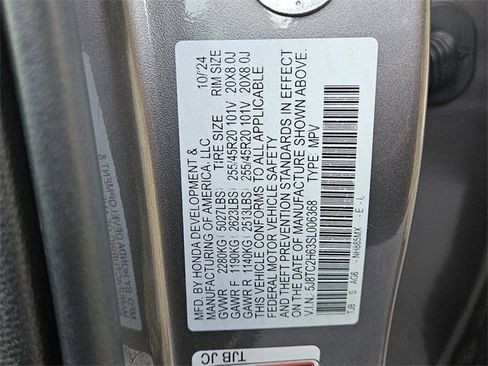 MFD. BY HONDA DEVELOPMENT & 10/24
MANUFACTURING OF AMERICA, LLC
TIRE SIZE RIM SIZE
GVWR 2280KG (5027LBS)
GAWR F 1190KG (2623LBS) 255/45R20 101V 20X8.0J
GAWR R 1140KG (2513LBS) 255/45R20 101V 20X8.0J
THIS VEHICLE CONFORMS TO ALL APPLICABLE
FEDERAL MOTOR VEHICLE SAFETY
AND THEFT PREVENTION STANDARDS IN EFFECT
ON THE DATE OF MANUFACTURE SHOWN ABOVE.
V.I.N. 5J8TC2H63SL006368
TYPE: MPV
TJB S AG6 NH885MX E - L
TJB JC